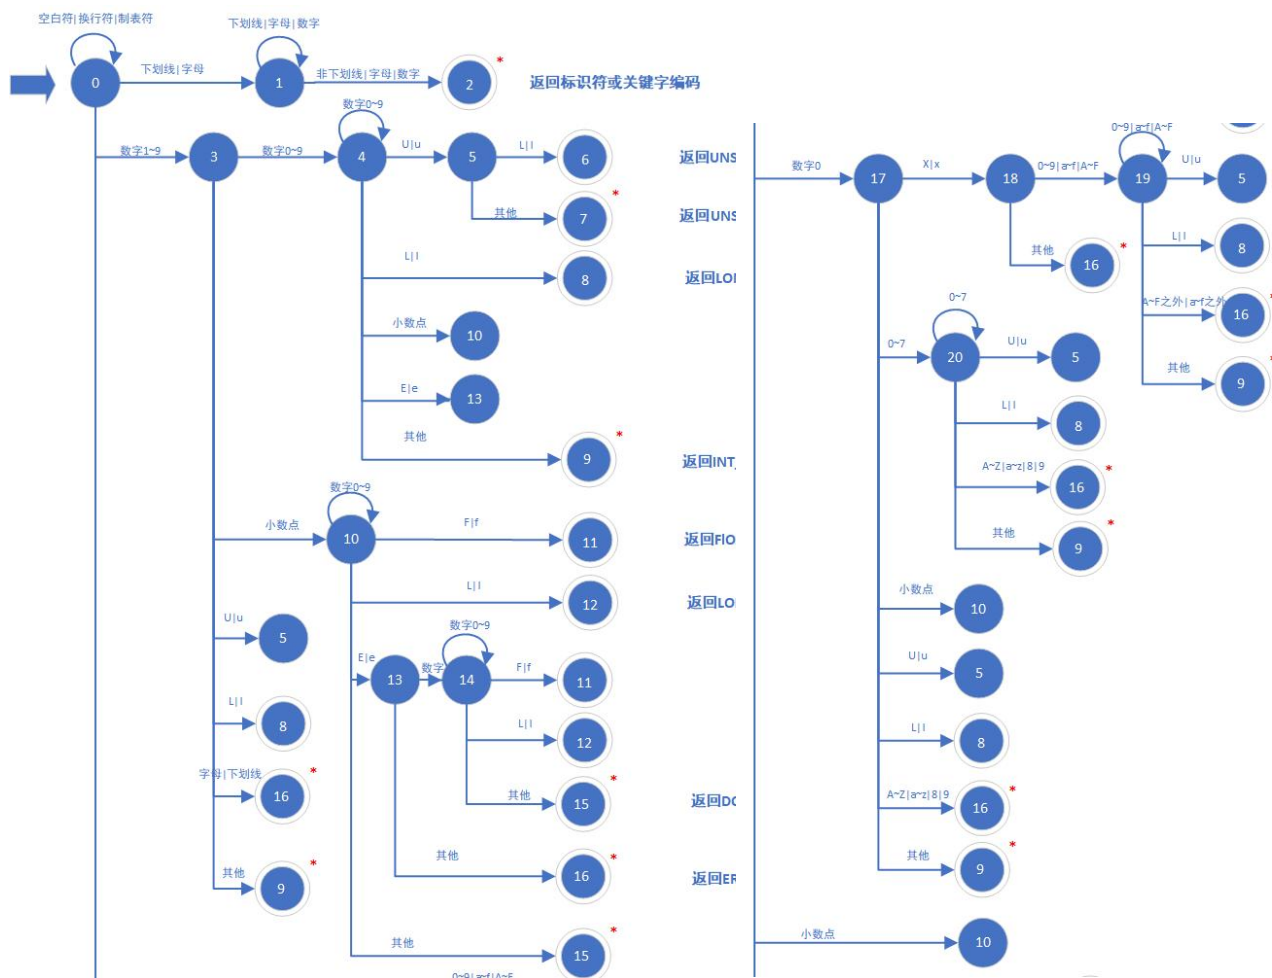 空白符|换行符|制表符
下划线|字母|数字
0
下划线|字母
1
非下划线|字母|数字
2
*
返回标识符或关键字编码
数字1~9
3
数字0~9
数字0~9
4
U|u
5
L|l
6
返回UNS
其他
7
*
返回UNS
L|l
8
返回LOI
小数点
10
E|e
13
其他
9
*
返回INT_
小数点
数字0~9
10
F|f
11
返回FlO
L|l
12
返回LO
U|u
5
E|e
13
数字
数字0~9
14
F|f
11
L|l
8
L|l
12
字母|下划线
16
*
其他
15
*
返回DO
其他
9
*
其他
16
*
返回ER
其他
15
*
0~9|a~f|A~F
数字0
17
X|x
18
0~9|a~f|A~F
0~9|a~f|A~F
19
U|u
5
L|l
8
其他
16
*
A~F之外|a~f之外
16
*
其他
9
*
0~7
0~7
20
U|u
5
L|l
8
A~Z|a~z|8|9
16
*
其他
9
*
小数点
10
U|u
5
L|l
8
A~Z|a~z|8|9
16
*
其他
9
*
小数点
10